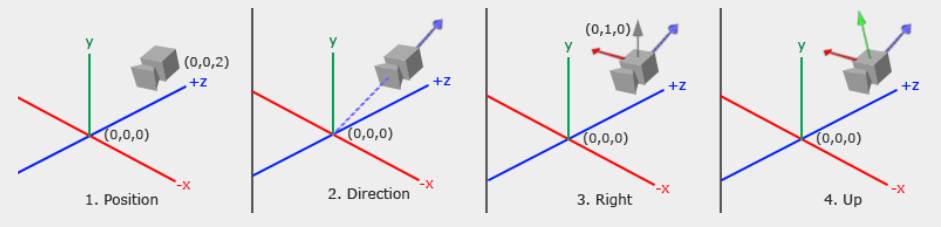 y
(0,0,2)
+z
(0,0,0)
-x
1. Position
y
+z
(0,0,0)
-x
2. Direction
(0,1,0)
y
+z
(0,0,0)
-x
3. Right
y
+z
(0,0,0)
-x
4. Up